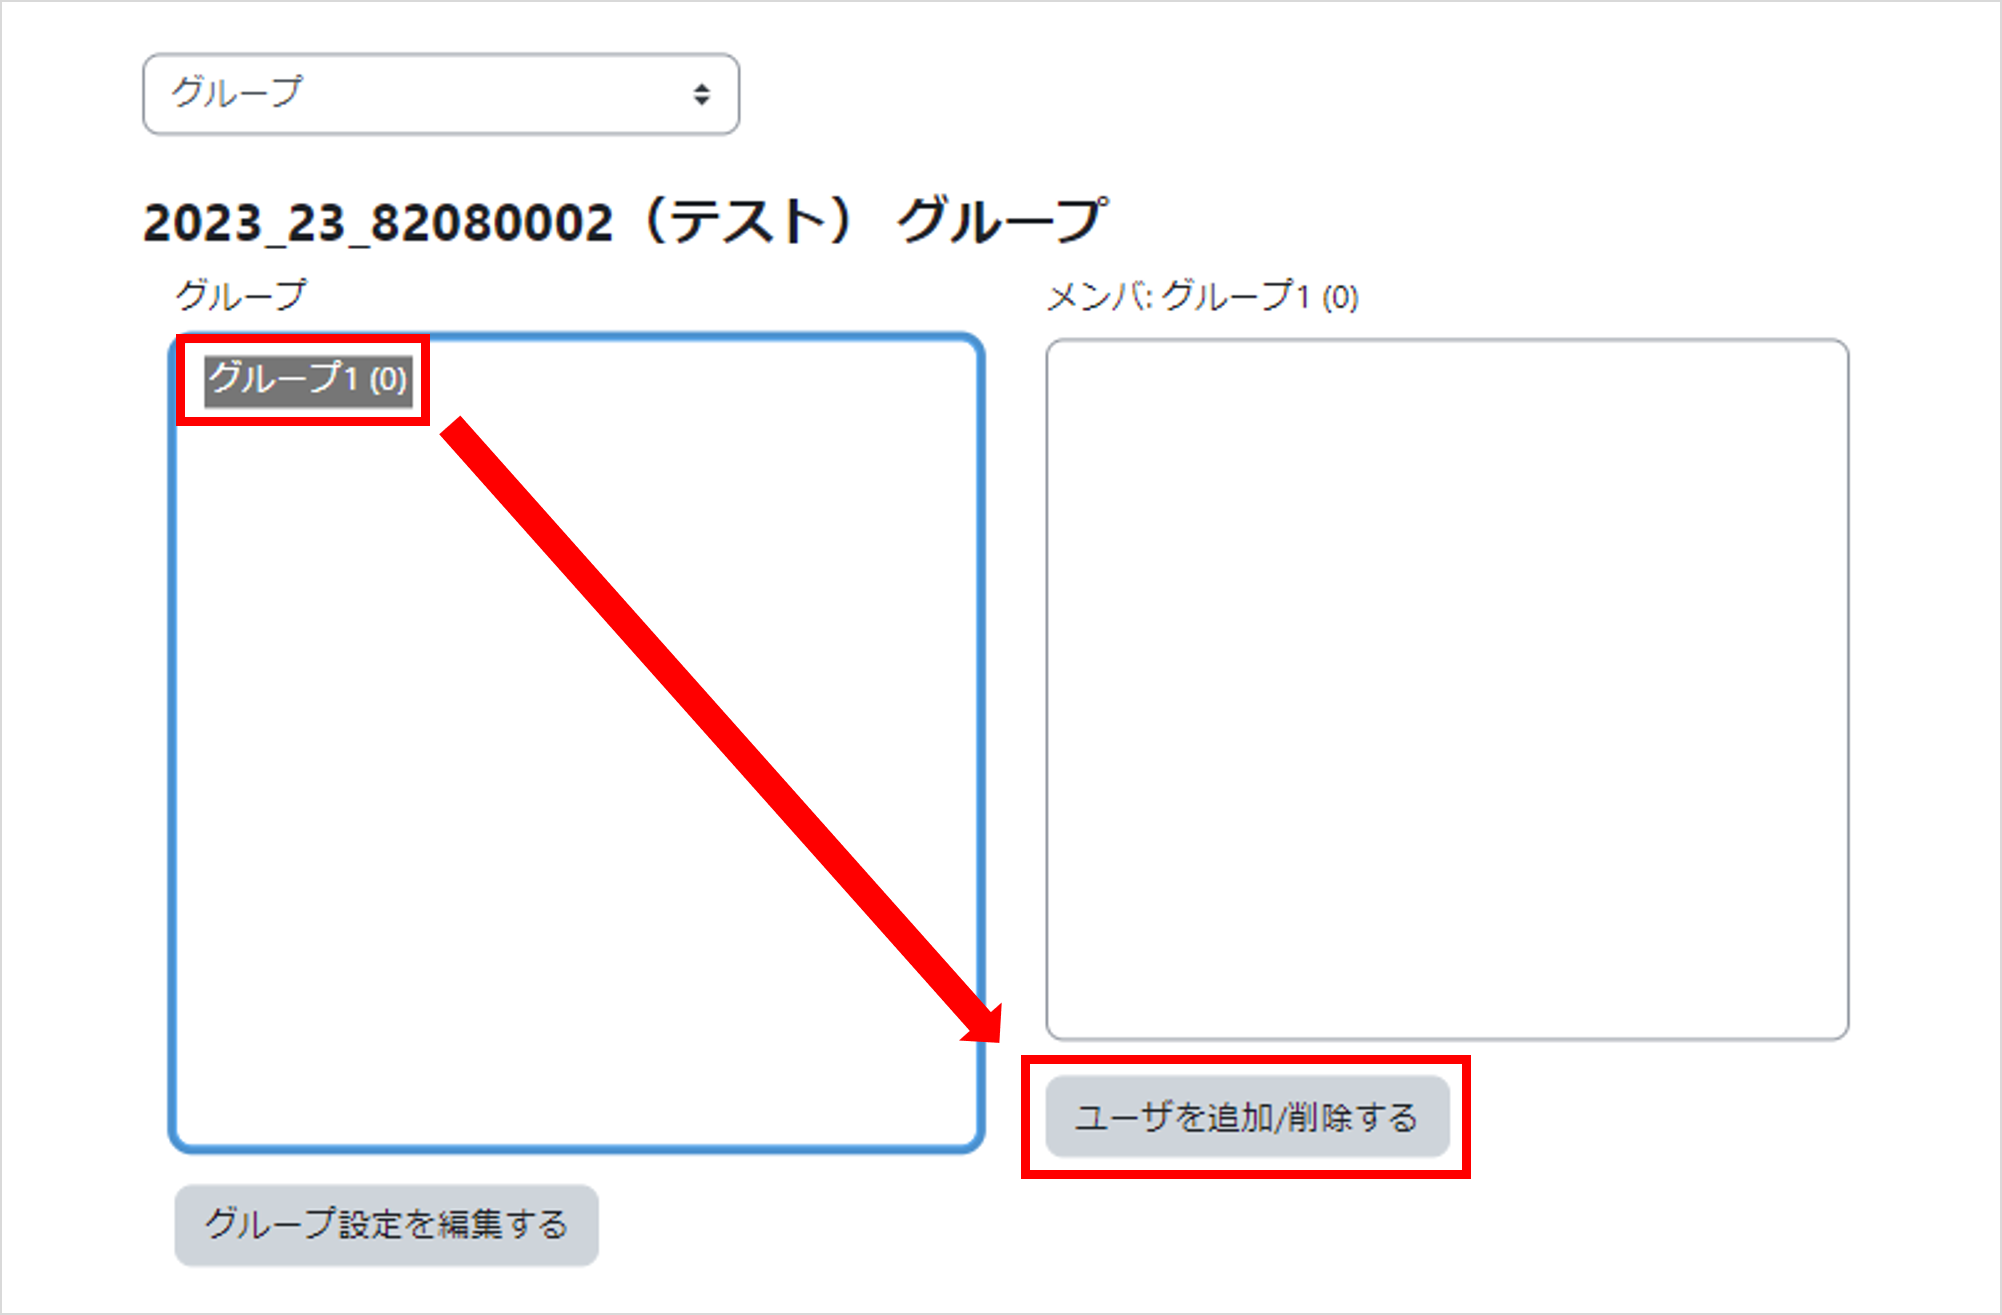 グループ
2023_23_82080002（テスト） グループ
グループ
グループ1 (0)
メンバ: グループ1 (0)
ユーザを追加/削除する
グループ設定を編集する